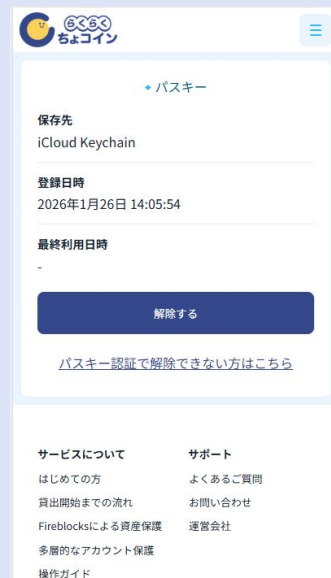 らくらく
ちょコイン
パスキー
保存先
iCloud Keychain
登録日時
2026年1月26日 14:05:54
最終利用日時
-
解除する
パスキー認証で解除できない方はこちら
サービスについて
はじめての方
貸出開始までの流れ
Fireblocksによる資産保護
多層的なアカウント保護
操作ガイド
サポート
よくあるご質問
お問い合わせ
運営会社